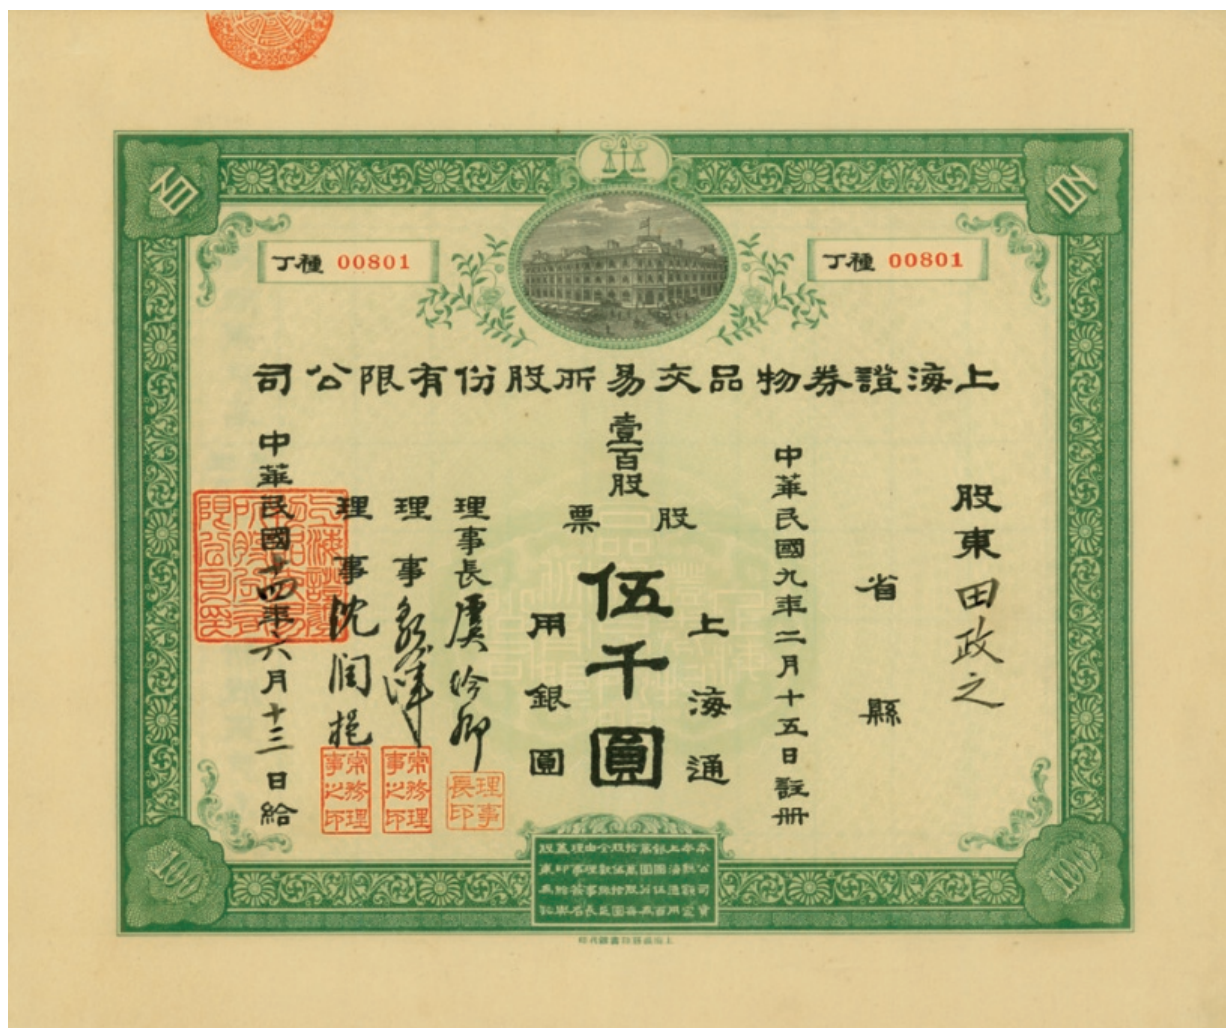 丁種 00801
丁種 00801
上海證券物品交易所股份有限公司
股東 田政之
省 縣
中華民國九年二月十五日註冊
壹百股
股票
上海通用銀圓
伍千圓
理事長 虞洽卿
理事
理事 沈潤挹
中華民國十四年六月十三日給
理事長印
常務理事之印
常務理事之印
100
100